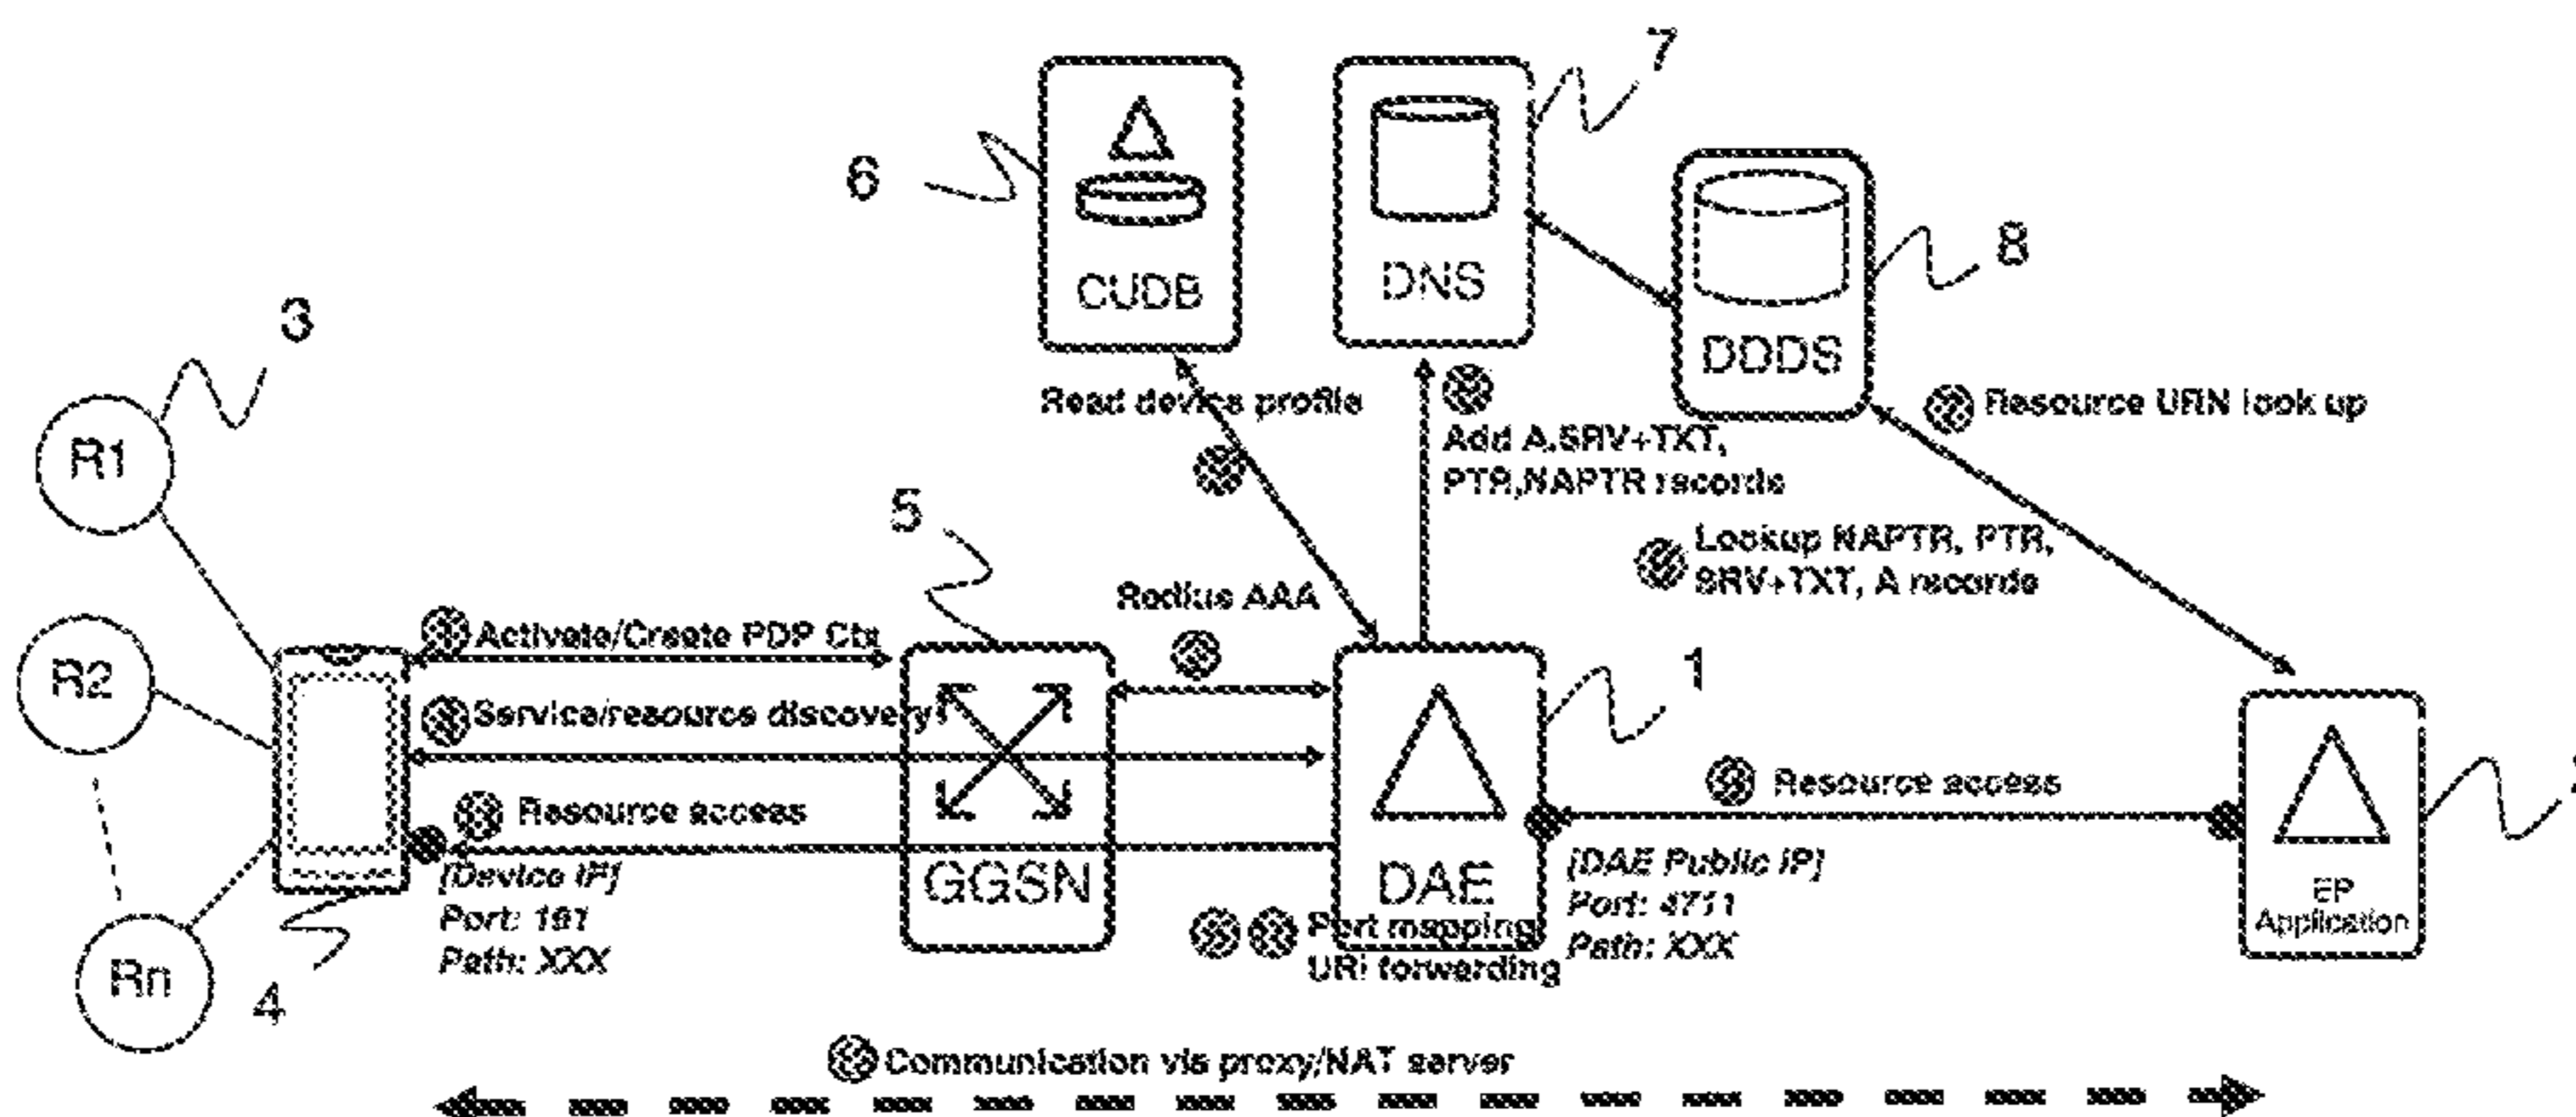 7
6
8
CUDB
DNS
DDDS
3
Read device profile
Resource URN look up
R1
Add A,SRV+TXT,
PTR,NAPTR records
5
Lookup NAPTR, PTR,
SRV+TXT, A records
Radius AAA
R2
Activate/Create PDP Ctx
1
Service/resource discovery
Resource access
Resource access
GGSN
DAE
EP
Application
[Device IP]
Port: 161
Path: XXX
[DAE Public IP]
Port: 4711
Path: XXX
Port mapping
URI forwarding
Rn
4
Communication via proxy/NAT server